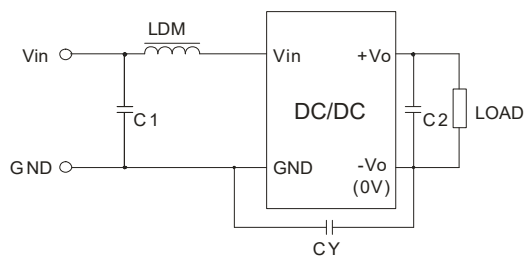 LDM
Vin
Vin
+Vo
C1
DC/DC
C2
LOAD
GND
GND
-Vo
(0V)
CY